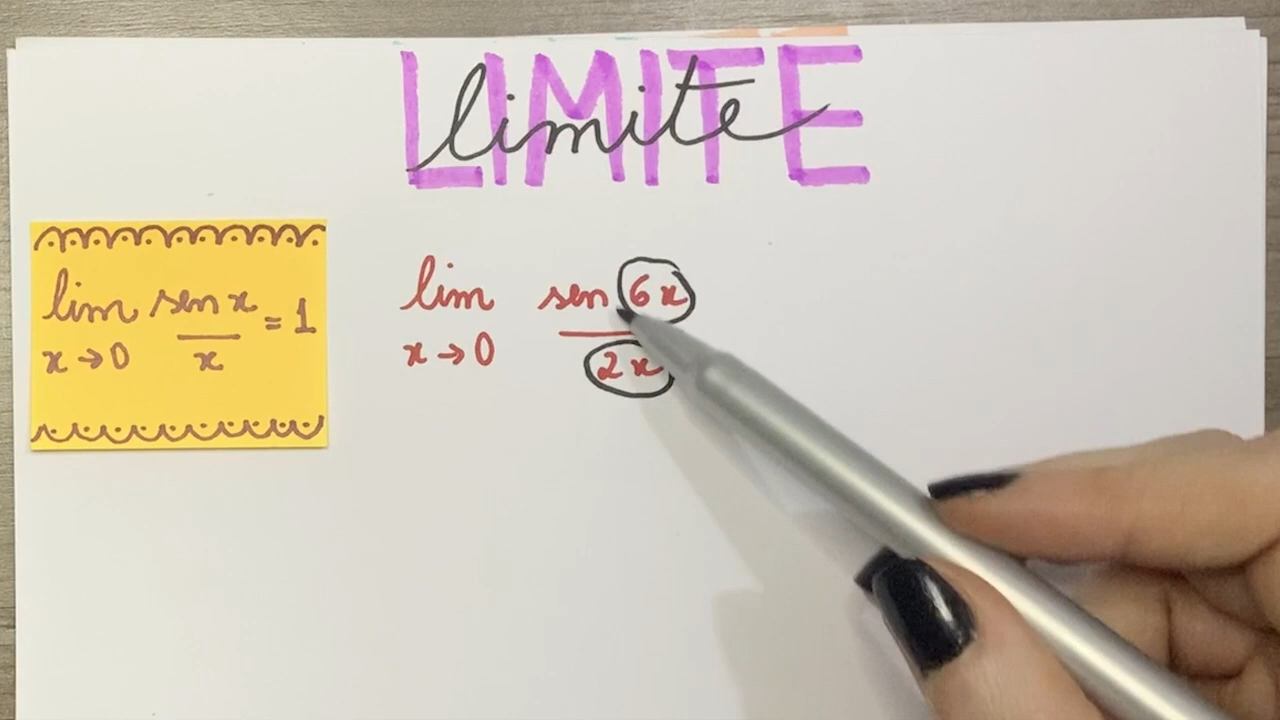 LIMITE
limite
lim sen x = 1
x→0 x
lim sen 6x
x→0 2x